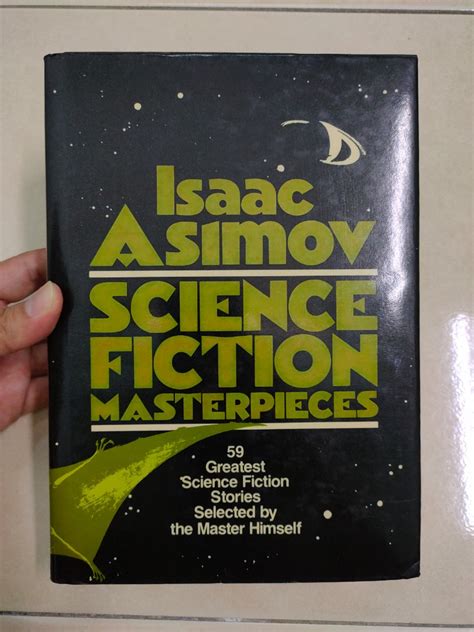 Isaac
Asimov
SCIENCE
FICTION
MASTERPIECES
59
Greatest
Science Fiction
Stories
Selected by
the Master Himself